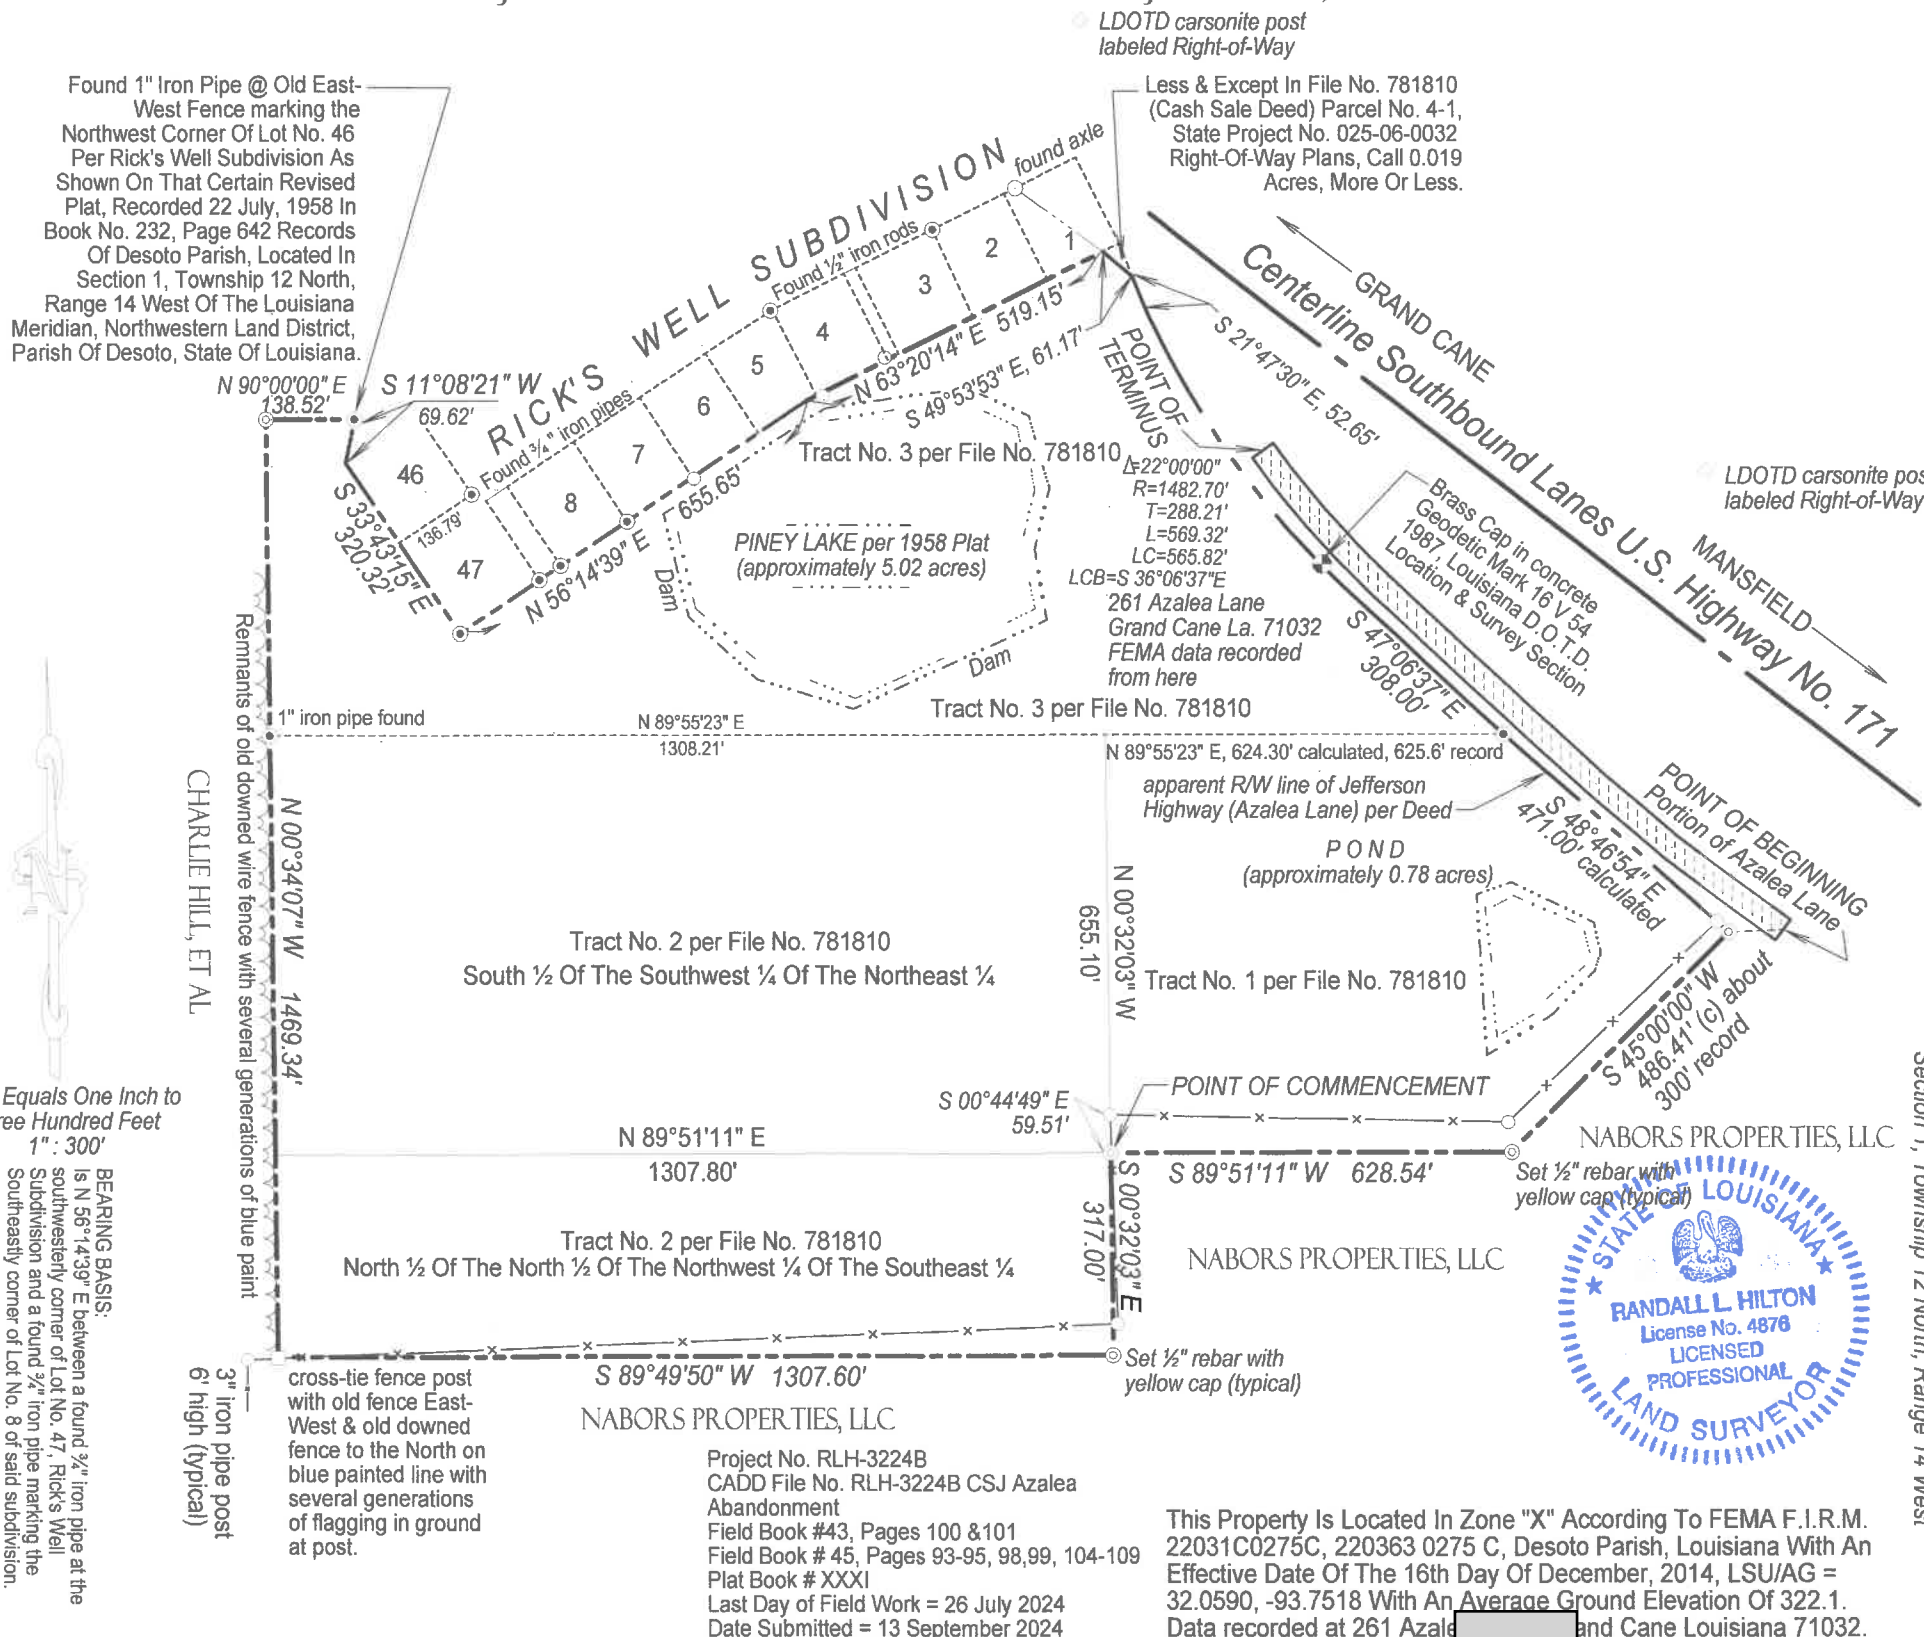 LDOTD carsonite post
labeled Right-of-Way
Found 1" Iron Pipe @ Old East-
West Fence marking the
Northwest Corner Of Lot No. 46
Per Rick's Well Subdivision As
Shown On That Certain Revised
Plat, Recorded 22 July, 1958 In
Book No. 232, Page 642 Records
Of Desoto Parish, Located In
Section 1, Township 12 North,
Range 14 West Of The Louisiana
Meridian, Northwestern Land District,
Parish Of Desoto, State Of Louisiana.
Less & Except In File No. 781810
(Cash Sale Deed) Parcel No. 4-1,
State Project No. 025-06-0032
Right-Of-Way Plans, Call 0.019
Acres, More Or Less.
RICK'S WELL SUBDIVISION
found axle
Found ½" iron rods
Found ¾" iron pipes
1
2
3
4
5
6
7
8
46
47
136.79'
N 90°00'00" E
138.52'
S 11°08'21" W
69.62'
S 33°43'15" E
320.32'
N 56°14'39" E
655.65'
N 63°20'14" E 519.15'
S 49°53'53" E, 61.17'
S 21°47'30" E, 52.65'
POINT OF
TERMINUS
GRAND CANE
Centerline Southbound Lanes U.S. Highway No. 171
MANSFIELD
LDOTD carsonite pos
labeled Right-of-Way
Tract No. 3 per File No. 781810
Δ=22°00'00"
R=1482.70'
T=288.21'
L=569.32'
LC=565.82'
LCB=S 36°06'37"E
261 Azalea Lane
Grand Cane La. 71032
FEMA data recorded
from here
PINEY LAKE per 1958 Plat
(approximately 5.02 acres)
Dam
Dam
Tract No. 3 per File No. 781810
Brass Cap in concrete
Geodetic Mark 16 V 54
1987, Louisiana D.O.T.D.
Location & Survey Section
S 47°06'37" E
308.00'
1" iron pipe found
N 89°55'23" E
1308.21'
N 89°55'23" E, 624.30' calculated, 625.6' record
apparent R/W line of Jefferson
Highway (Azalea Lane) per Deed
S 48°46'54" E
471.00' calculated
POINT OF BEGINNING
Portion of Azalea Lane
POND
(approximately 0.78 acres)
Remnants of old downed wire fence with several generations of blue paint
CHARLIE HILL, ET AL
N 00°34'07" W 1469.34'
N 00°32'03" W
655.10'
Tract No. 2 per File No. 781810
South ½ Of The Southwest ¼ Of The Northeast ¼
Tract No. 1 per File No. 781810
S 45°00'00" W
486.41' (c) about
300' record
POINT OF COMMENCEMENT
S 00°44'49" E
59.51'
N 89°51'11" E
1307.80'
S 89°51'11" W 628.54'
NABORS PROPERTIES, LLC
Set ½" rebar with
yellow cap (typical)
S 00°32'03" E
317.00'
Tract No. 2 per File No. 781810
North ½ Of The North ½ Of The Northwest ¼ Of The Southeast ¼
NABORS PROPERTIES, LLC
STATE OF LOUISIANA
RANDALL L. HILTON
License No. 4876
LICENSED
PROFESSIONAL
LAND SURVEYOR
Section 1, Township 12 North, Range 14 West
Equals One Inch to
ree Hundred Feet
1" : 300'
BEARING BASIS:
Is N 56°14'39" E between a found ¾" iron pipe at the
southwesterly corner of Lot No. 47, Rick's Well
Subdivision and a found ¾" iron pipe marking the
Southeastly corner of Lot No. 8 of said subdivision.
3" iron pipe post
6' high (typical)
cross-tie fence post
with old fence East-
West & old downed
fence to the North on
blue painted line with
several generations
of flagging in ground
at post.
S 89°49'50" W 1307.60'
Set ½" rebar with
yellow cap (typical)
NABORS PROPERTIES, LLC
Project No. RLH-3224B
CADD File No. RLH-3224B CSJ Azalea
Abandonment
Field Book #43, Pages 100 &101
Field Book # 45, Pages 93-95, 98,99, 104-109
Plat Book # XXXI
Last Day of Field Work = 26 July 2024
Date Submitted = 13 September 2024
This Property Is Located In Zone "X" According To FEMA F.I.R.M.
22031C0275C, 220363 0275 C, Desoto Parish, Louisiana With An
Effective Date Of The 16th Day Of December, 2014, LSU/AG =
32.0590, -93.7518 With An Average Ground Elevation Of 322.1.
Data recorded at 261 Azale and Cane Louisiana 71032.